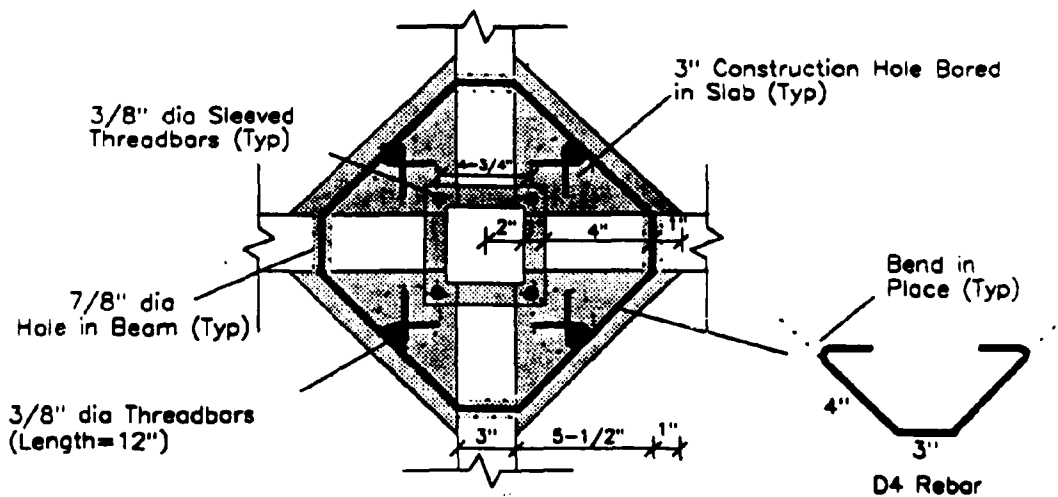 3" Construction Hole Bored
in Slab (Typ)
3/8" dia Sleeved
Threadbars (Typ)
4-3/4"
2"
1"
4"
1"
Bend in
Place (Typ)
7/8" dia
Hole in Beam (Typ)
4"
3/8" dia Threadbars
(Length=12")
3"
5-1/2"
1"
3"
D4 Rebar